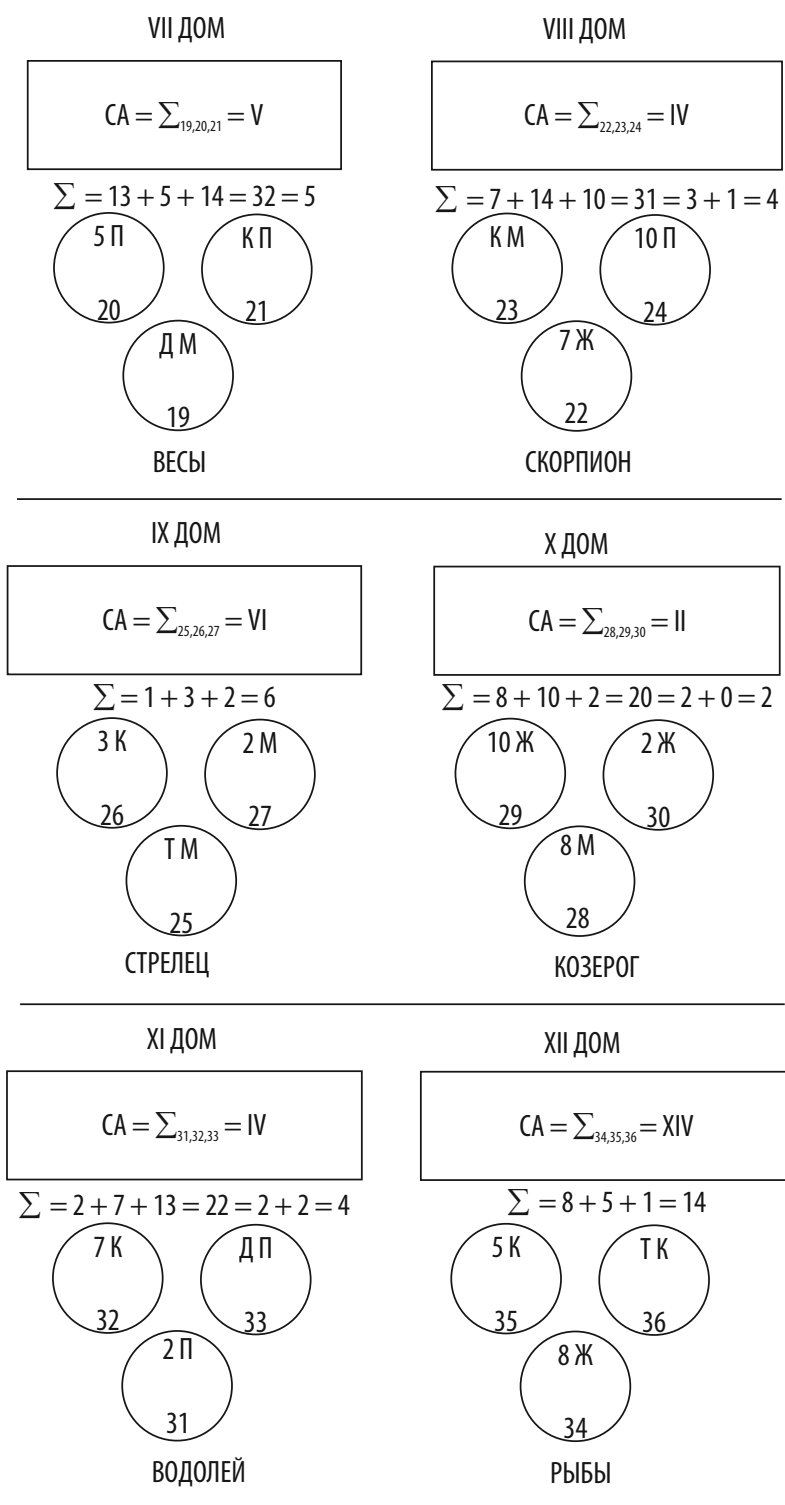 VII ДОМ
CA = ∑19,20,21 = V
∑ = 13 + 5 + 14 = 32 = 5
5 П
20
К П
21
Д М
19
ВЕСЫ
VIII ДОМ
CA = ∑22,23,24 = IV
∑ = 7 + 14 + 10 = 31 = 3 + 1 = 4
К М
23
10 П
24
7 Ж
22
СКОРПИОН
IX ДОМ
CA = ∑25,26,27 = VI
∑ = 1 + 3 + 2 = 6
3 К
26
2 М
27
Т М
25
СТРЕЛЕЦ
X ДОМ
CA = ∑28,29,30 = II
∑ = 8 + 10 + 2 = 20 = 2 + 0 = 2
10 Ж
29
2 Ж
30
8 М
28
КОЗЕРОГ
XI ДОМ
CA = ∑31,32,33 = IV
∑ = 2 + 7 + 13 = 22 = 2 + 2 = 4
7 К
32
Д П
33
2 П
31
ВОДОЛЕЙ
XII ДОМ
CA = ∑34,35,36 = XIV
∑ = 8 + 5 + 1 = 14
5 К
35
Т К
36
8 Ж
34
РЫБЫ